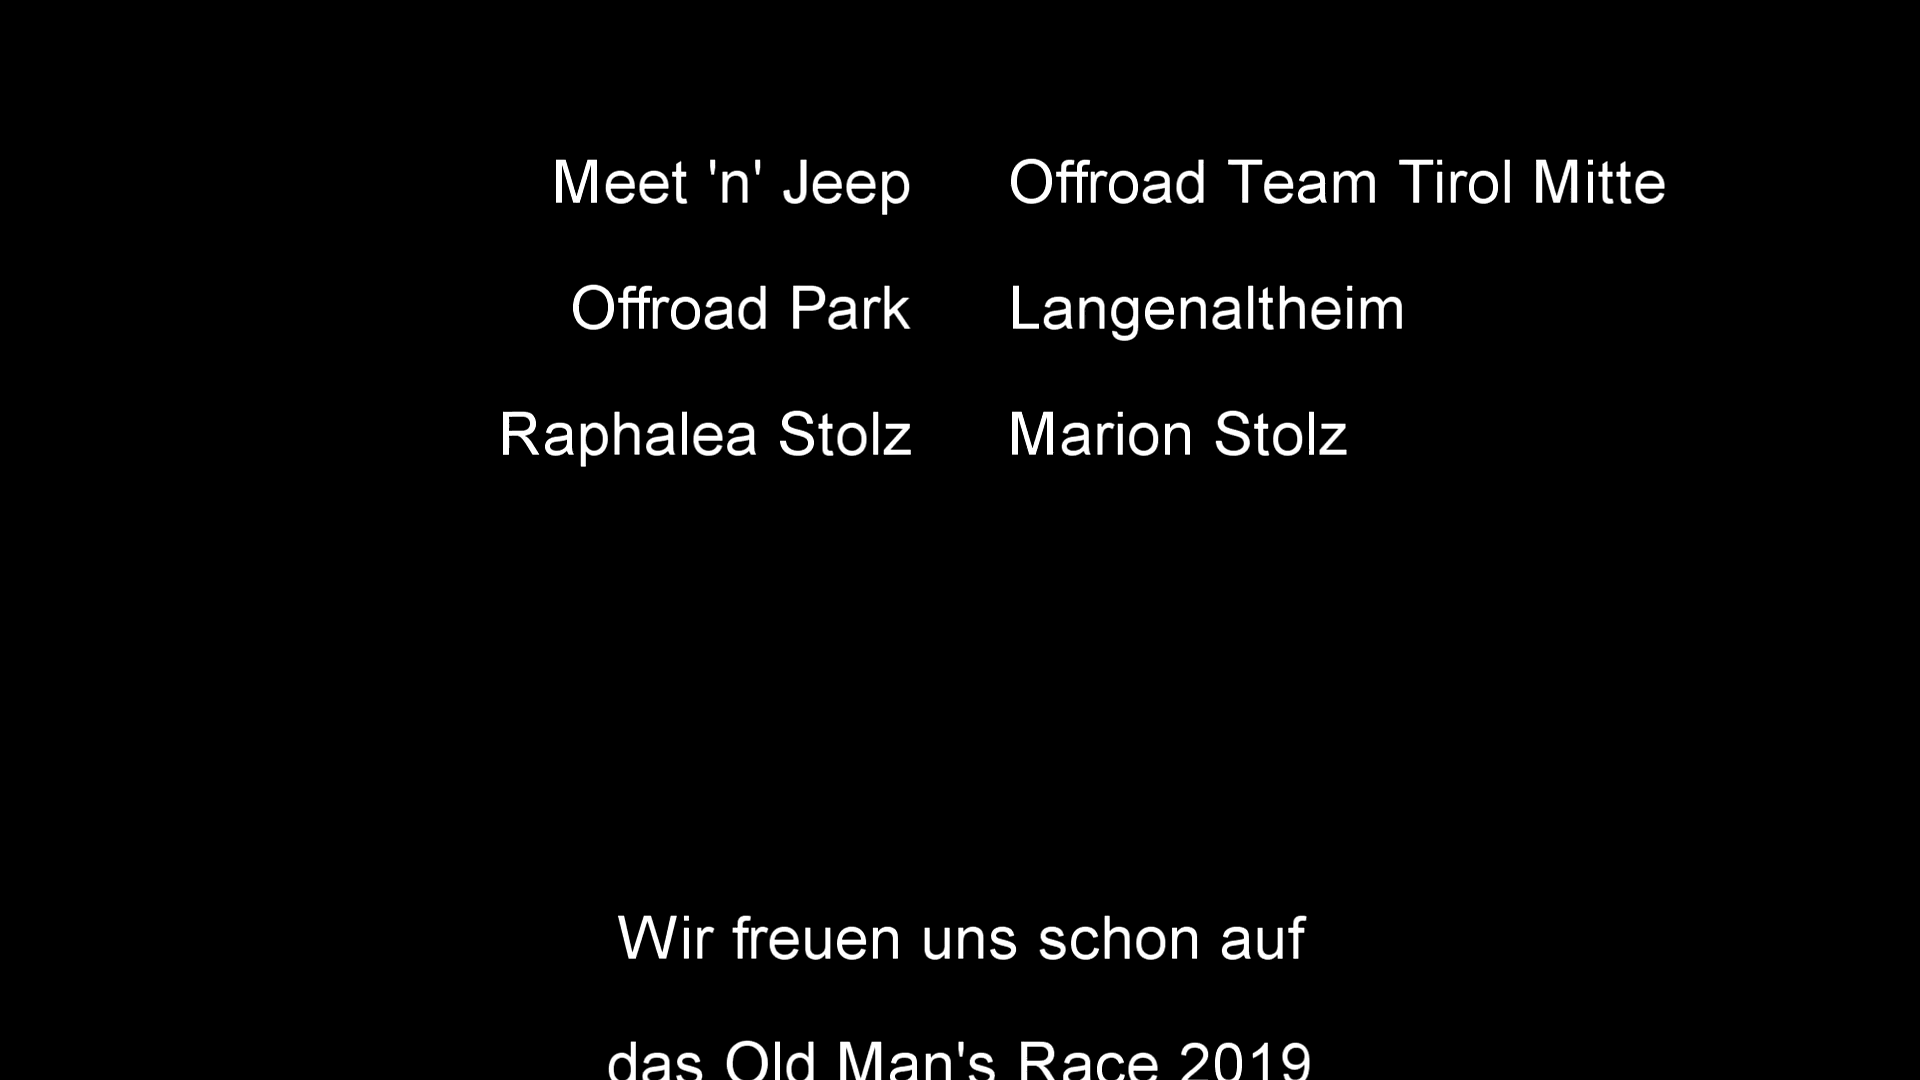 Meet 'n' Jeep Offroad Team Tirol Mitte
Offroad Park Langenaltheim
Raphalea Stolz Marion Stolz
Wir freuen uns schon auf
das Old Man's Race 2019